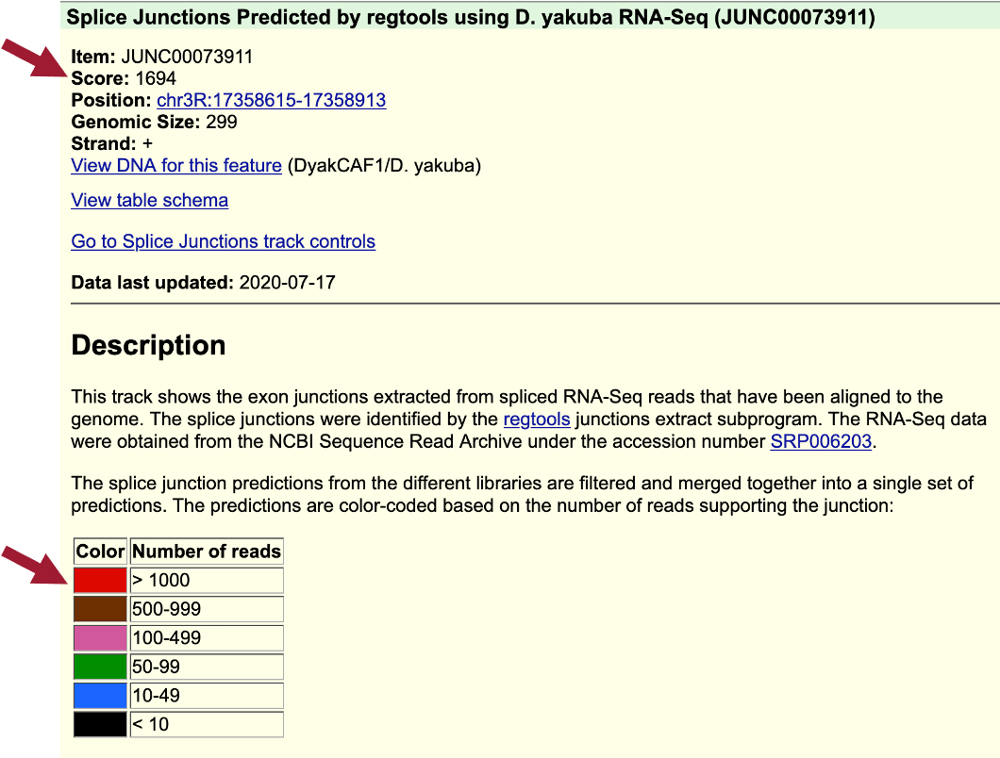 Splice Junctions Predicted by regtools using D. yakuba RNA-Seq (JUNC00073911)
Item: JUNC00073911
Score: 1694
Position: chr3R:17358615-17358913
Genomic Size: 299
Strand: +
View DNA for this feature (DyakCAF1/D. yakuba)
View table schema
Go to Splice Junctions track controls
Data last updated: 2020-07-17
Description
This track shows the exon junctions extracted from spliced RNA-Seq reads that have been aligned to the
genome. The splice junctions were identified by the regtools junctions extract subprogram. The RNA-Seq data
were obtained from the NCBI Sequence Read Archive under the accession number SRP006203.
The splice junction predictions from the different libraries are filtered and merged together into a single set of
predictions. The predictions are color-coded based on the number of reads supporting the junction:
Color Number of reads
> 1000
500-999
100-499
50-99
10-49
< 10